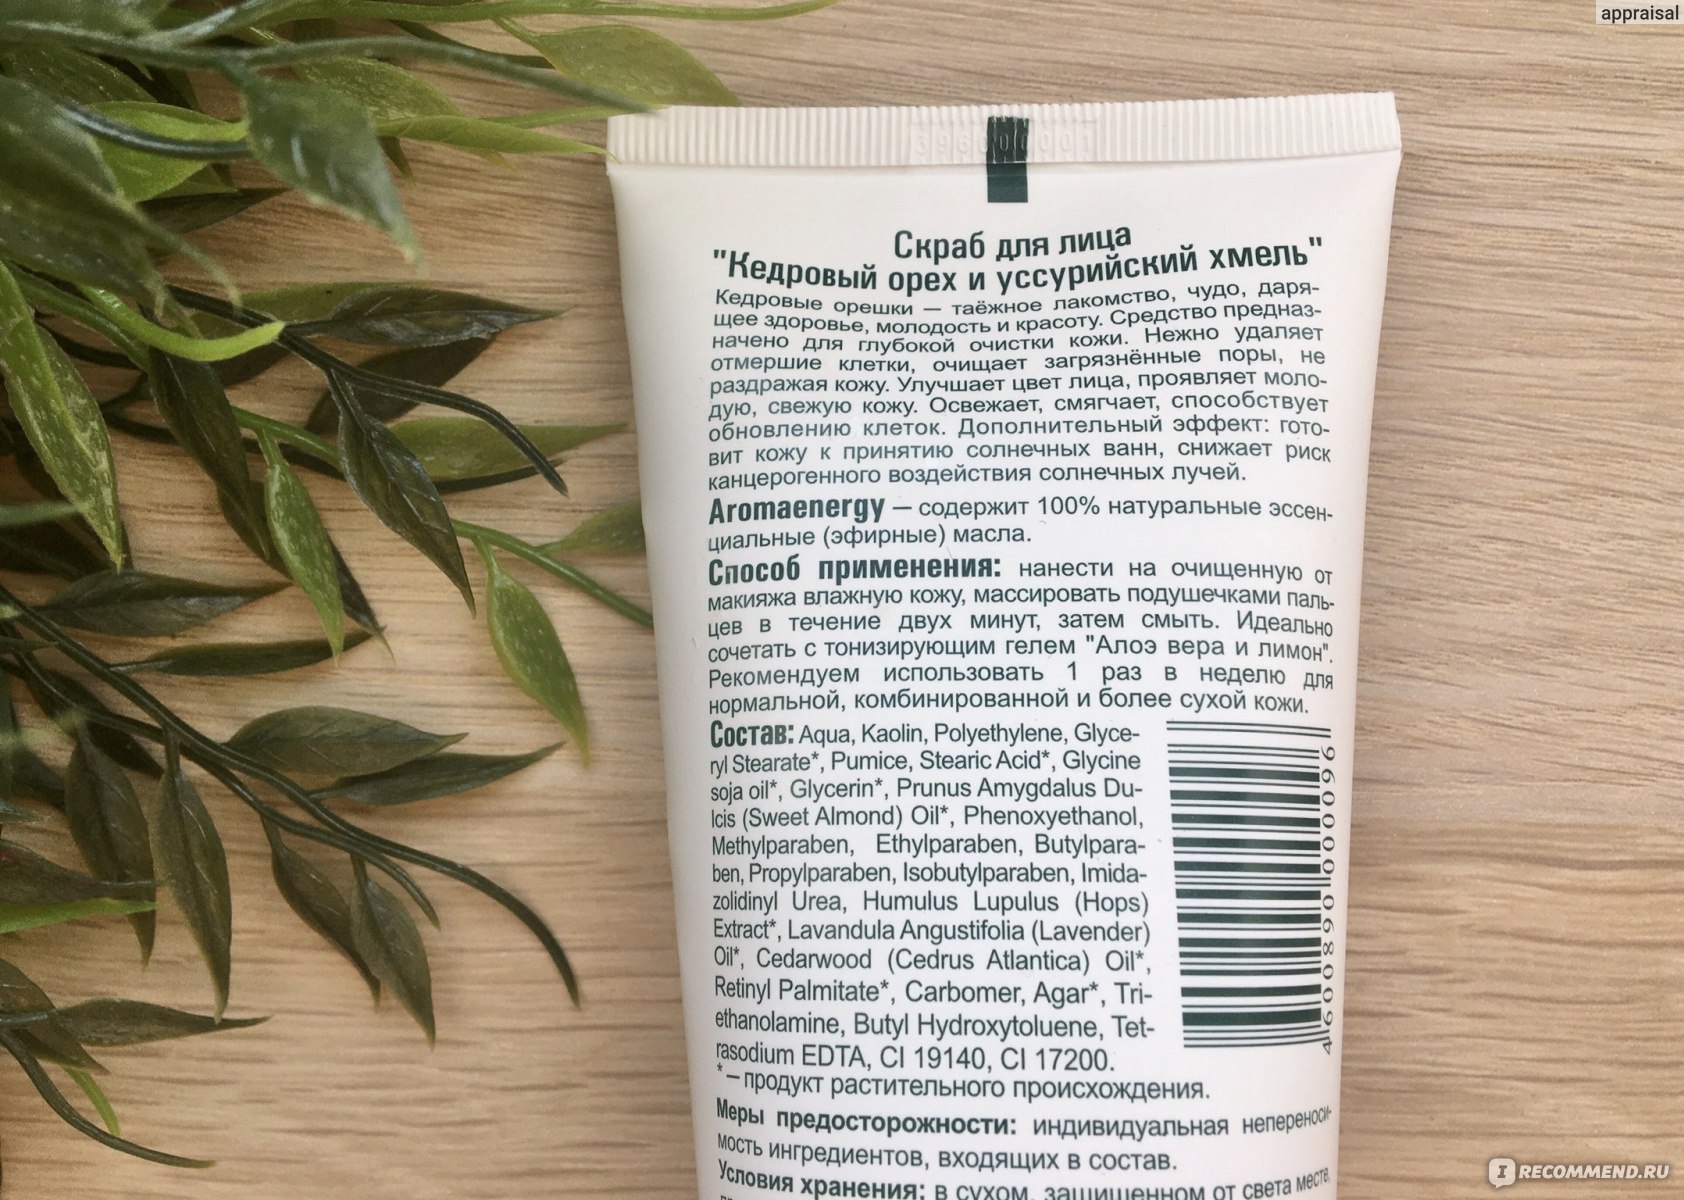 appraisal
39600001
Скраб для лица
"Кедровый орех и уссурийский хмель"
Кедровые орешки — таёжное лакомство, чудо, даря-
щее здоровье, молодость и красоту. Средство предназ-
начено для глубокой очистки кожи. Нежно удаляет
отмершие клетки, очищает загрязнённые поры, не
раздражая кожу. Улучшает цвет лица, проявляет моло-
дую, свежую кожу. Освежает, смягчает, способствует
обновлению клеток. Дополнительный эффект: гото-
вит кожу к принятию солнечных ванн, снижает риск
канцерогенного воздействия солнечных лучей.
Aromaenergy — содержит 100% натуральные эссен-
циальные (эфирные) масла.
Способ применения: нанести на очищенную от
макияжа влажную кожу, массировать подушечками паль-
цев в течение двух минут, затем смыть. Идеально
сочетать с тонизирующим гелем "Алоэ вера и лимон".
Рекомендуем использовать 1 раз в неделю для
нормальной, комбинированной и более сухой кожи.
Состав: Aqua, Kaolin, Polyethylene, Glyce-
ryl Stearate*, Pumice, Stearic Acid*, Glycine
soja oil*, Glycerin*, Prunus Amygdalus Du-
lcis (Sweet Almond) Oil*, Phenoxyethanol,
Methylparaben, Ethylparaben, Butylpara-
ben, Propylparaben, Isobutylparaben, Imida-
zolidinyl Urea, Humulus Lupulus (Hops)
Extract*, Lavandula Angustifolia (Lavender)
Oil*, Cedarwood (Cedrus Atlantica) Oil*,
Retinyl Palmitate*, Carbomer, Agar*, Tri-
ethanolamine, Butyl Hydroxytoluene, Tet-
rasodium EDTA, CI 19140, CI 17200.
* – продукт растительного происхождения.
4600890000096
Меры предосторожности: индивидуальная непереноси-
мость ингредиентов, входящих в состав.
Условия хранения: в сухом, защищенном от света месте,
IRECOMMEND.RU